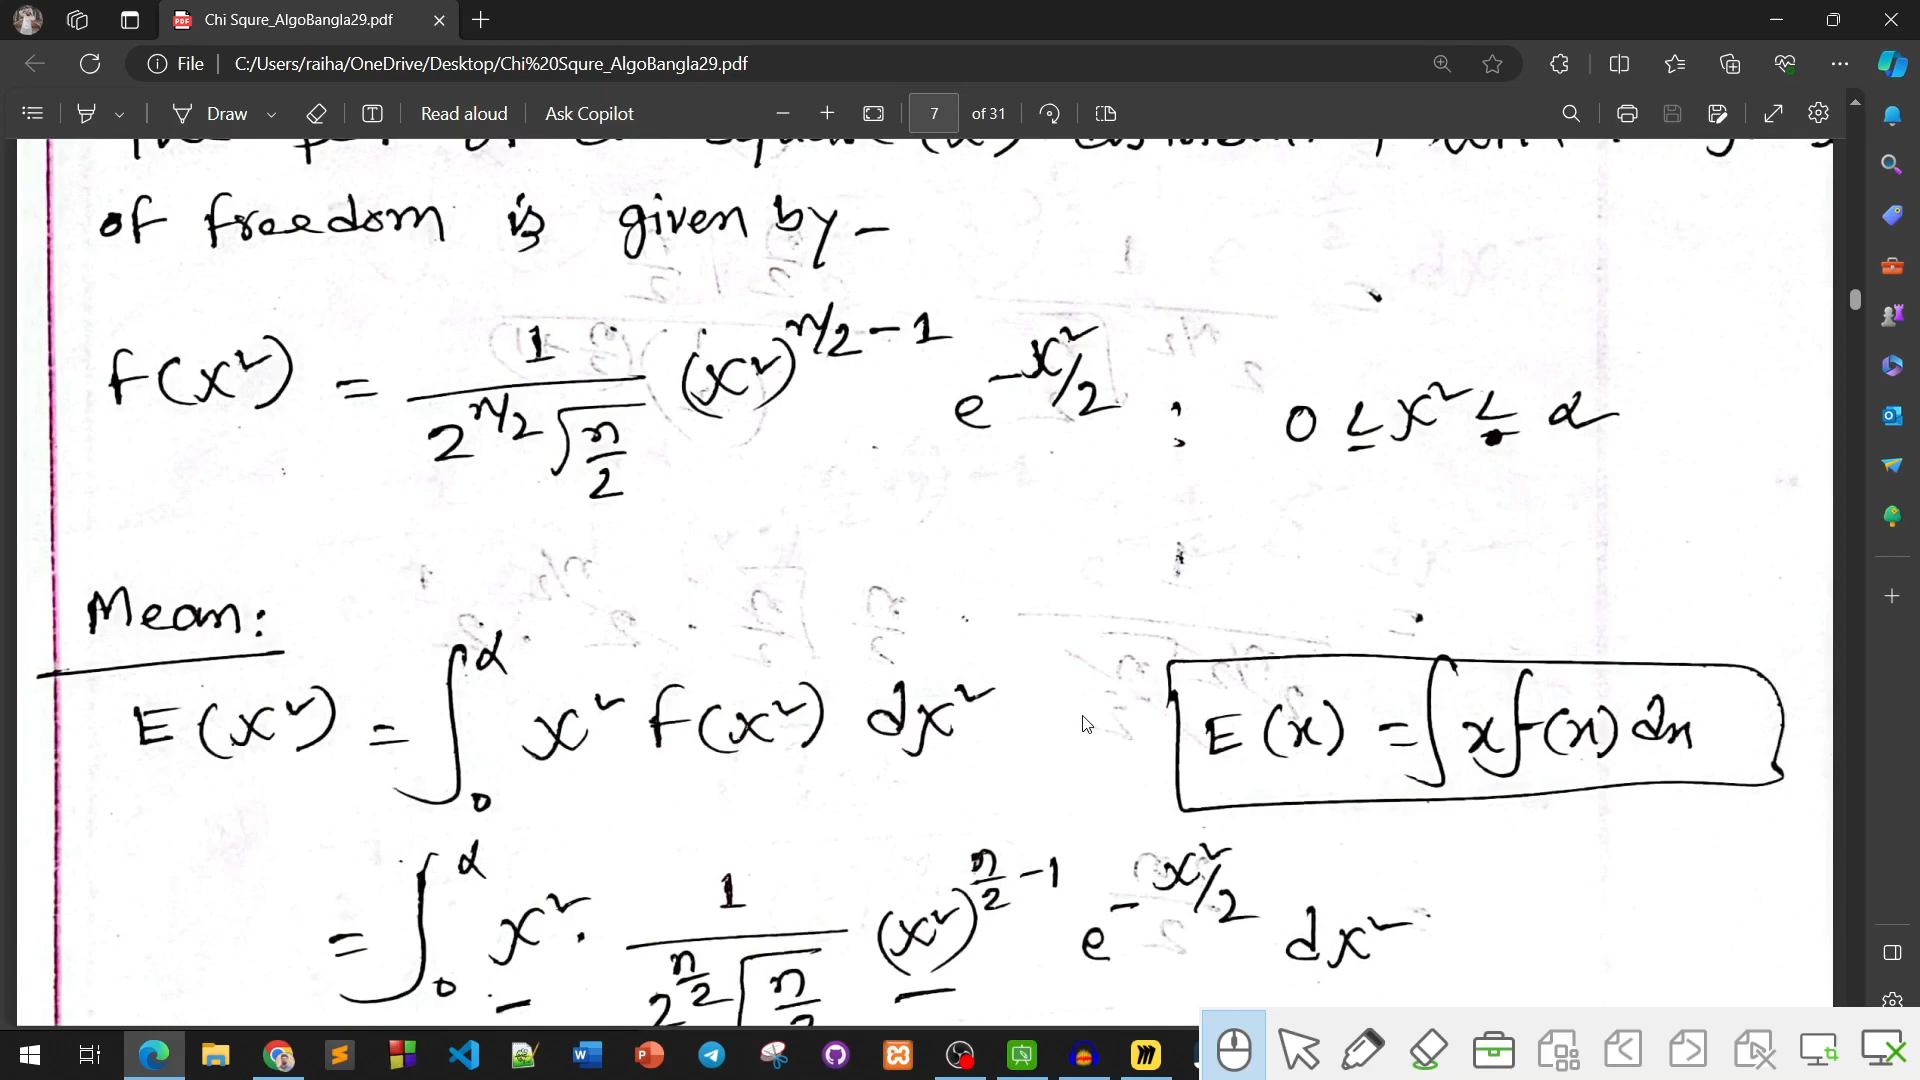 Chi Squre_AlgoBangla29.pdf
File | C:/Users/raiha/OneDrive/Desktop/Chi%20Squre_AlgoBangla29.pdf
Draw Read aloud Ask Copilot 7 of 31
of freedom is given by –
f(x²) = 1 / (2^(n/2) √(n/2)) (x²)^(n/2 – 1) e^(–x²/2) ; 0 ≤ x² ≤ α
Mean:
E(x²) = ∫₀^α x² f(x²) dx²
E(x) = ∫ x f(x) dx
= ∫₀^α x² . 1 / (2^(n/2) √(n/2)) (x²)^(n/2 – 1) e^(–x²/2) dx²